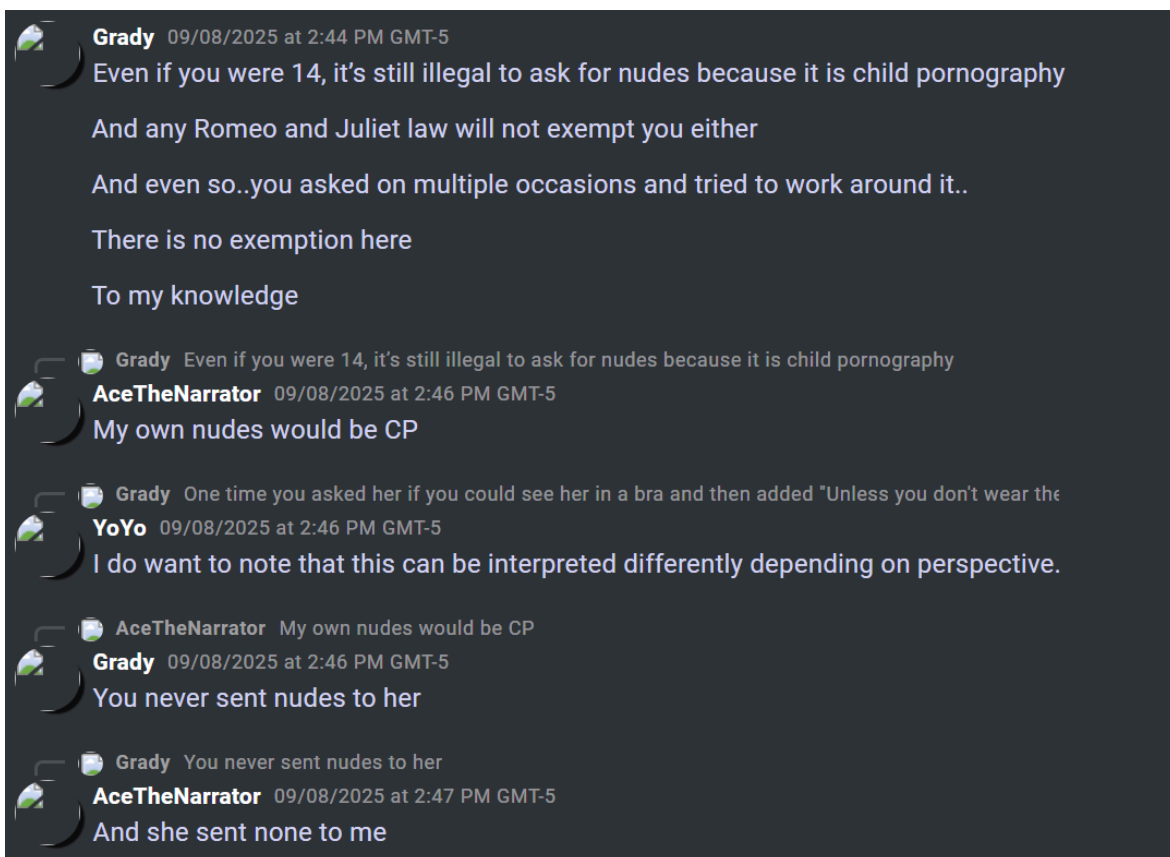 Grady 09/08/2025 at 2:44 PM GMT-5
Even if you were 14, it’s still illegal to ask for nudes because it is child pornography
And any Romeo and Juliet law will not exempt you either
And even so..you asked on multiple occasions and tried to work around it..
There is no exemption here
To my knowledge
Grady Even if you were 14, it’s still illegal to ask for nudes because it is child pornography
AceTheNarrator 09/08/2025 at 2:46 PM GMT-5
My own nudes would be CP
Grady One time you asked her if you could see her in a bra and then added "Unless you don't wear the
YoYo 09/08/2025 at 2:46 PM GMT-5
I do want to note that this can be interpreted differently depending on perspective.
AceTheNarrator My own nudes would be CP
Grady 09/08/2025 at 2:46 PM GMT-5
You never sent nudes to her
Grady You never sent nudes to her
AceTheNarrator 09/08/2025 at 2:47 PM GMT-5
And she sent none to me